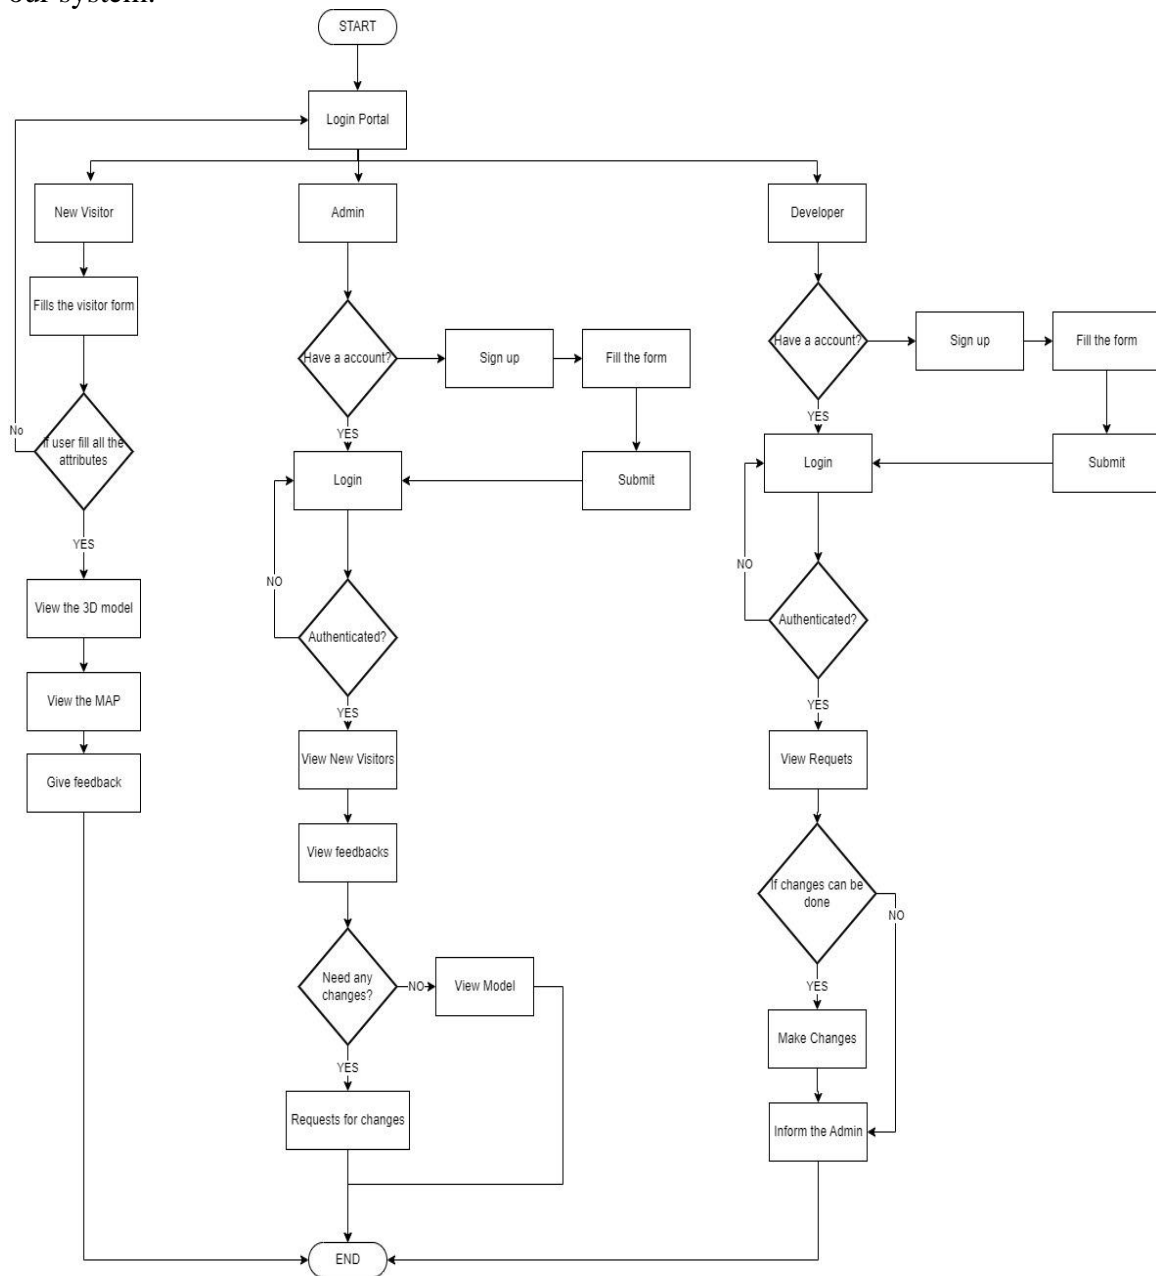 our system.
START
Login Portal
New Visitor
Admin
Developer
Fills the visitor form
Have a account?
Sign up
Fill the form
Have a account?
Sign up
Fill the form
No
If user fill all the
attributes
YES
YES
Login
Submit
Login
Submit
YES
NO
NO
View the 3D model
Authenticated?
Authenticated?
View the MAP
YES
YES
Give feedback
View New Visitors
View Requets
View feedbacks
If changes can be
done
NO
Need any
changes?
NO
View Model
YES
Make Changes
YES
Requests for changes
Inform the Admin
END